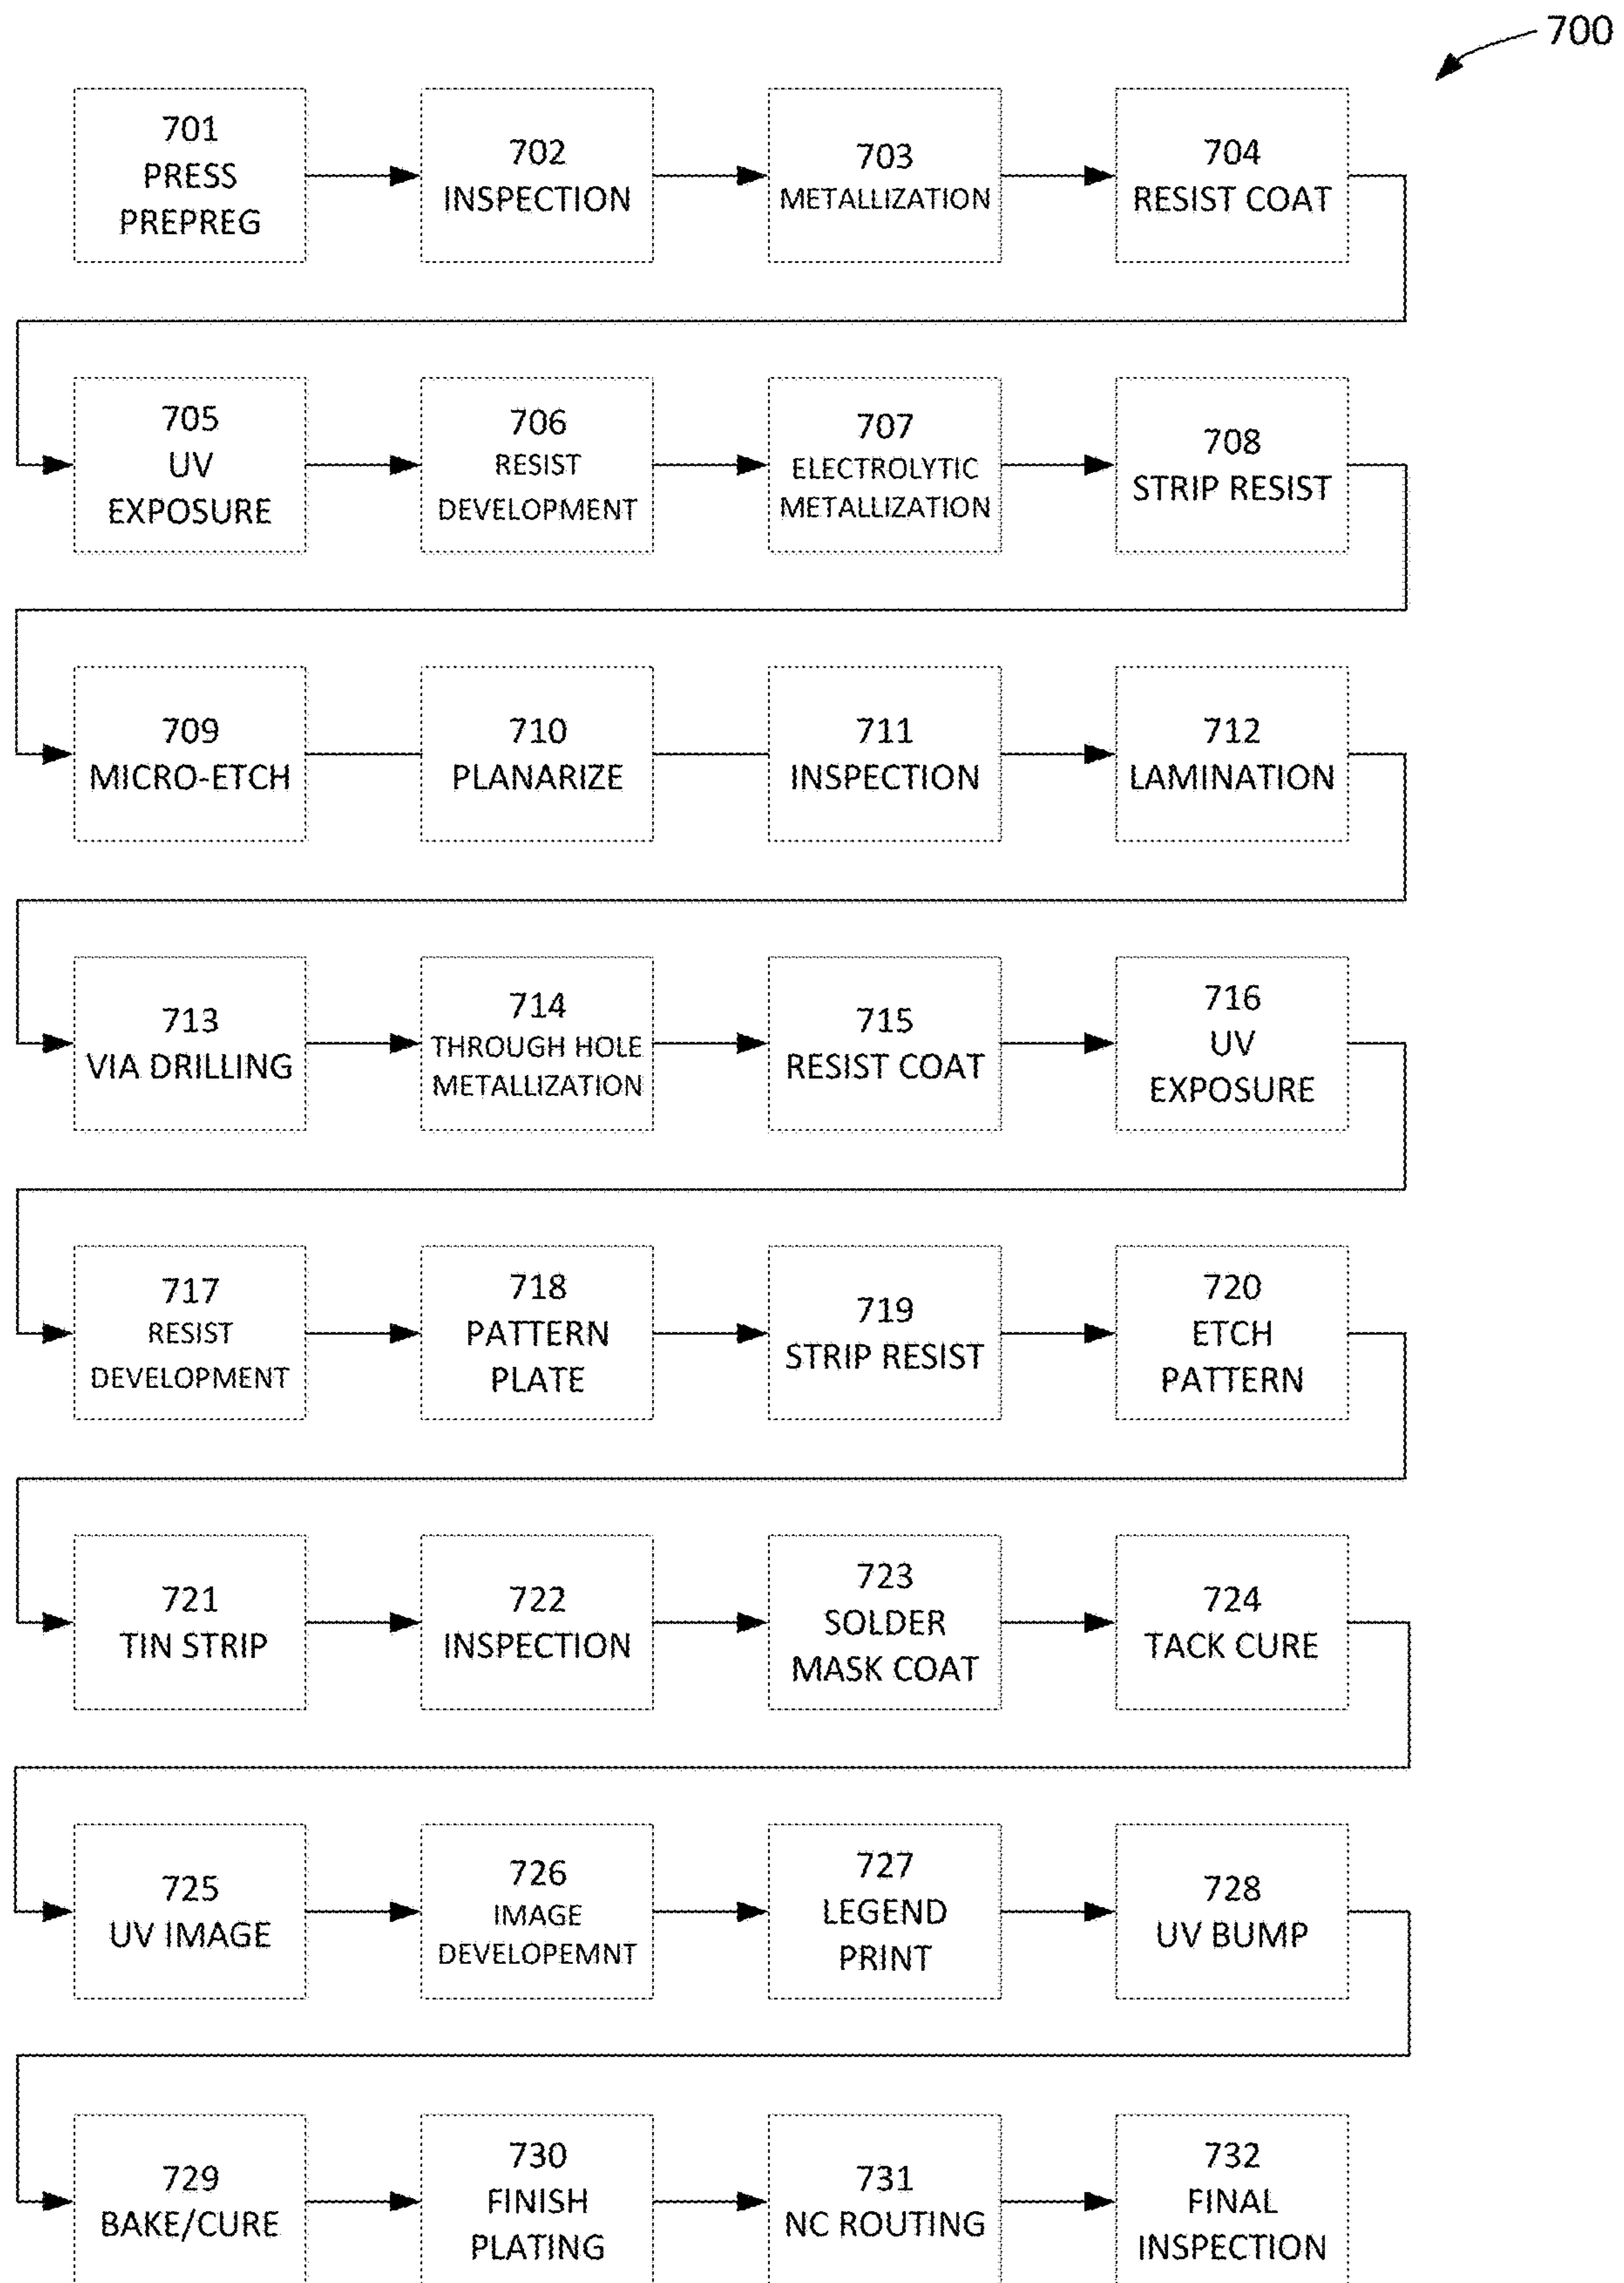 700
701
PRESS
PREPREG
702
INSPECTION
703
METALLIZATION
704
RESIST COAT
705
UV
EXPOSURE
706
RESIST
DEVELOPMENT
707
ELECTROLYTIC
METALLIZATION
708
STRIP RESIST
709
MICRO-ETCH
710
PLANARIZE
711
INSPECTION
712
LAMINATION
713
VIA DRILLING
714
THROUGH HOLE
METALLIZATION
715
RESIST COAT
716
UV
EXPOSURE
717
RESIST
DEVELOPMENT
718
PATTERN
PLATE
719
STRIP RESIST
720
ETCH
PATTERN
721
TIN STRIP
722
INSPECTION
723
SOLDER
MASK COAT
724
TACK CURE
725
UV IMAGE
726
IMAGE
DEVELOPEMNT
727
LEGEND
PRINT
728
UV BUMP
729
BAKE/CURE
730
FINISH
PLATING
731
NC ROUTING
732
FINAL
INSPECTION